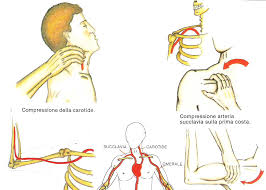 Compressione della carotide.
Compressione arteria
succlavia sulla prima costa.
SUCCLAVIA
CAROTIDE
OMERALE